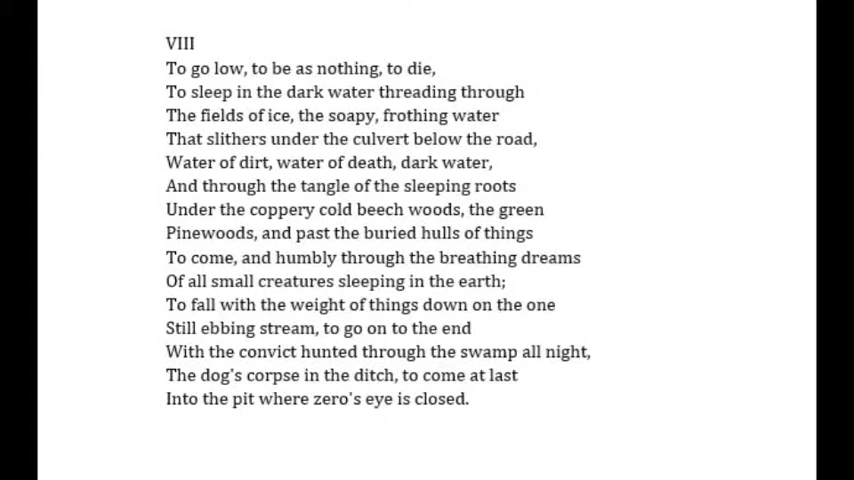 VIII
To go low, to be as nothing, to die,
To sleep in the dark water threading through
The fields of ice, the soapy, frothing water
That slithers under the culvert below the road,
Water of dirt, water of death, dark water,
And through the tangle of the sleeping roots
Under the coppery cold beech woods, the green
Pinewoods, and past the buried hulls of things
To come, and humbly through the breathing dreams
Of all small creatures sleeping in the earth;
To fall with the weight of things down on the one
Still ebbing stream, to go on to the end
With the convict hunted through the swamp all night,
The dog's corpse in the ditch, to come at last
Into the pit where zero's eye is closed.